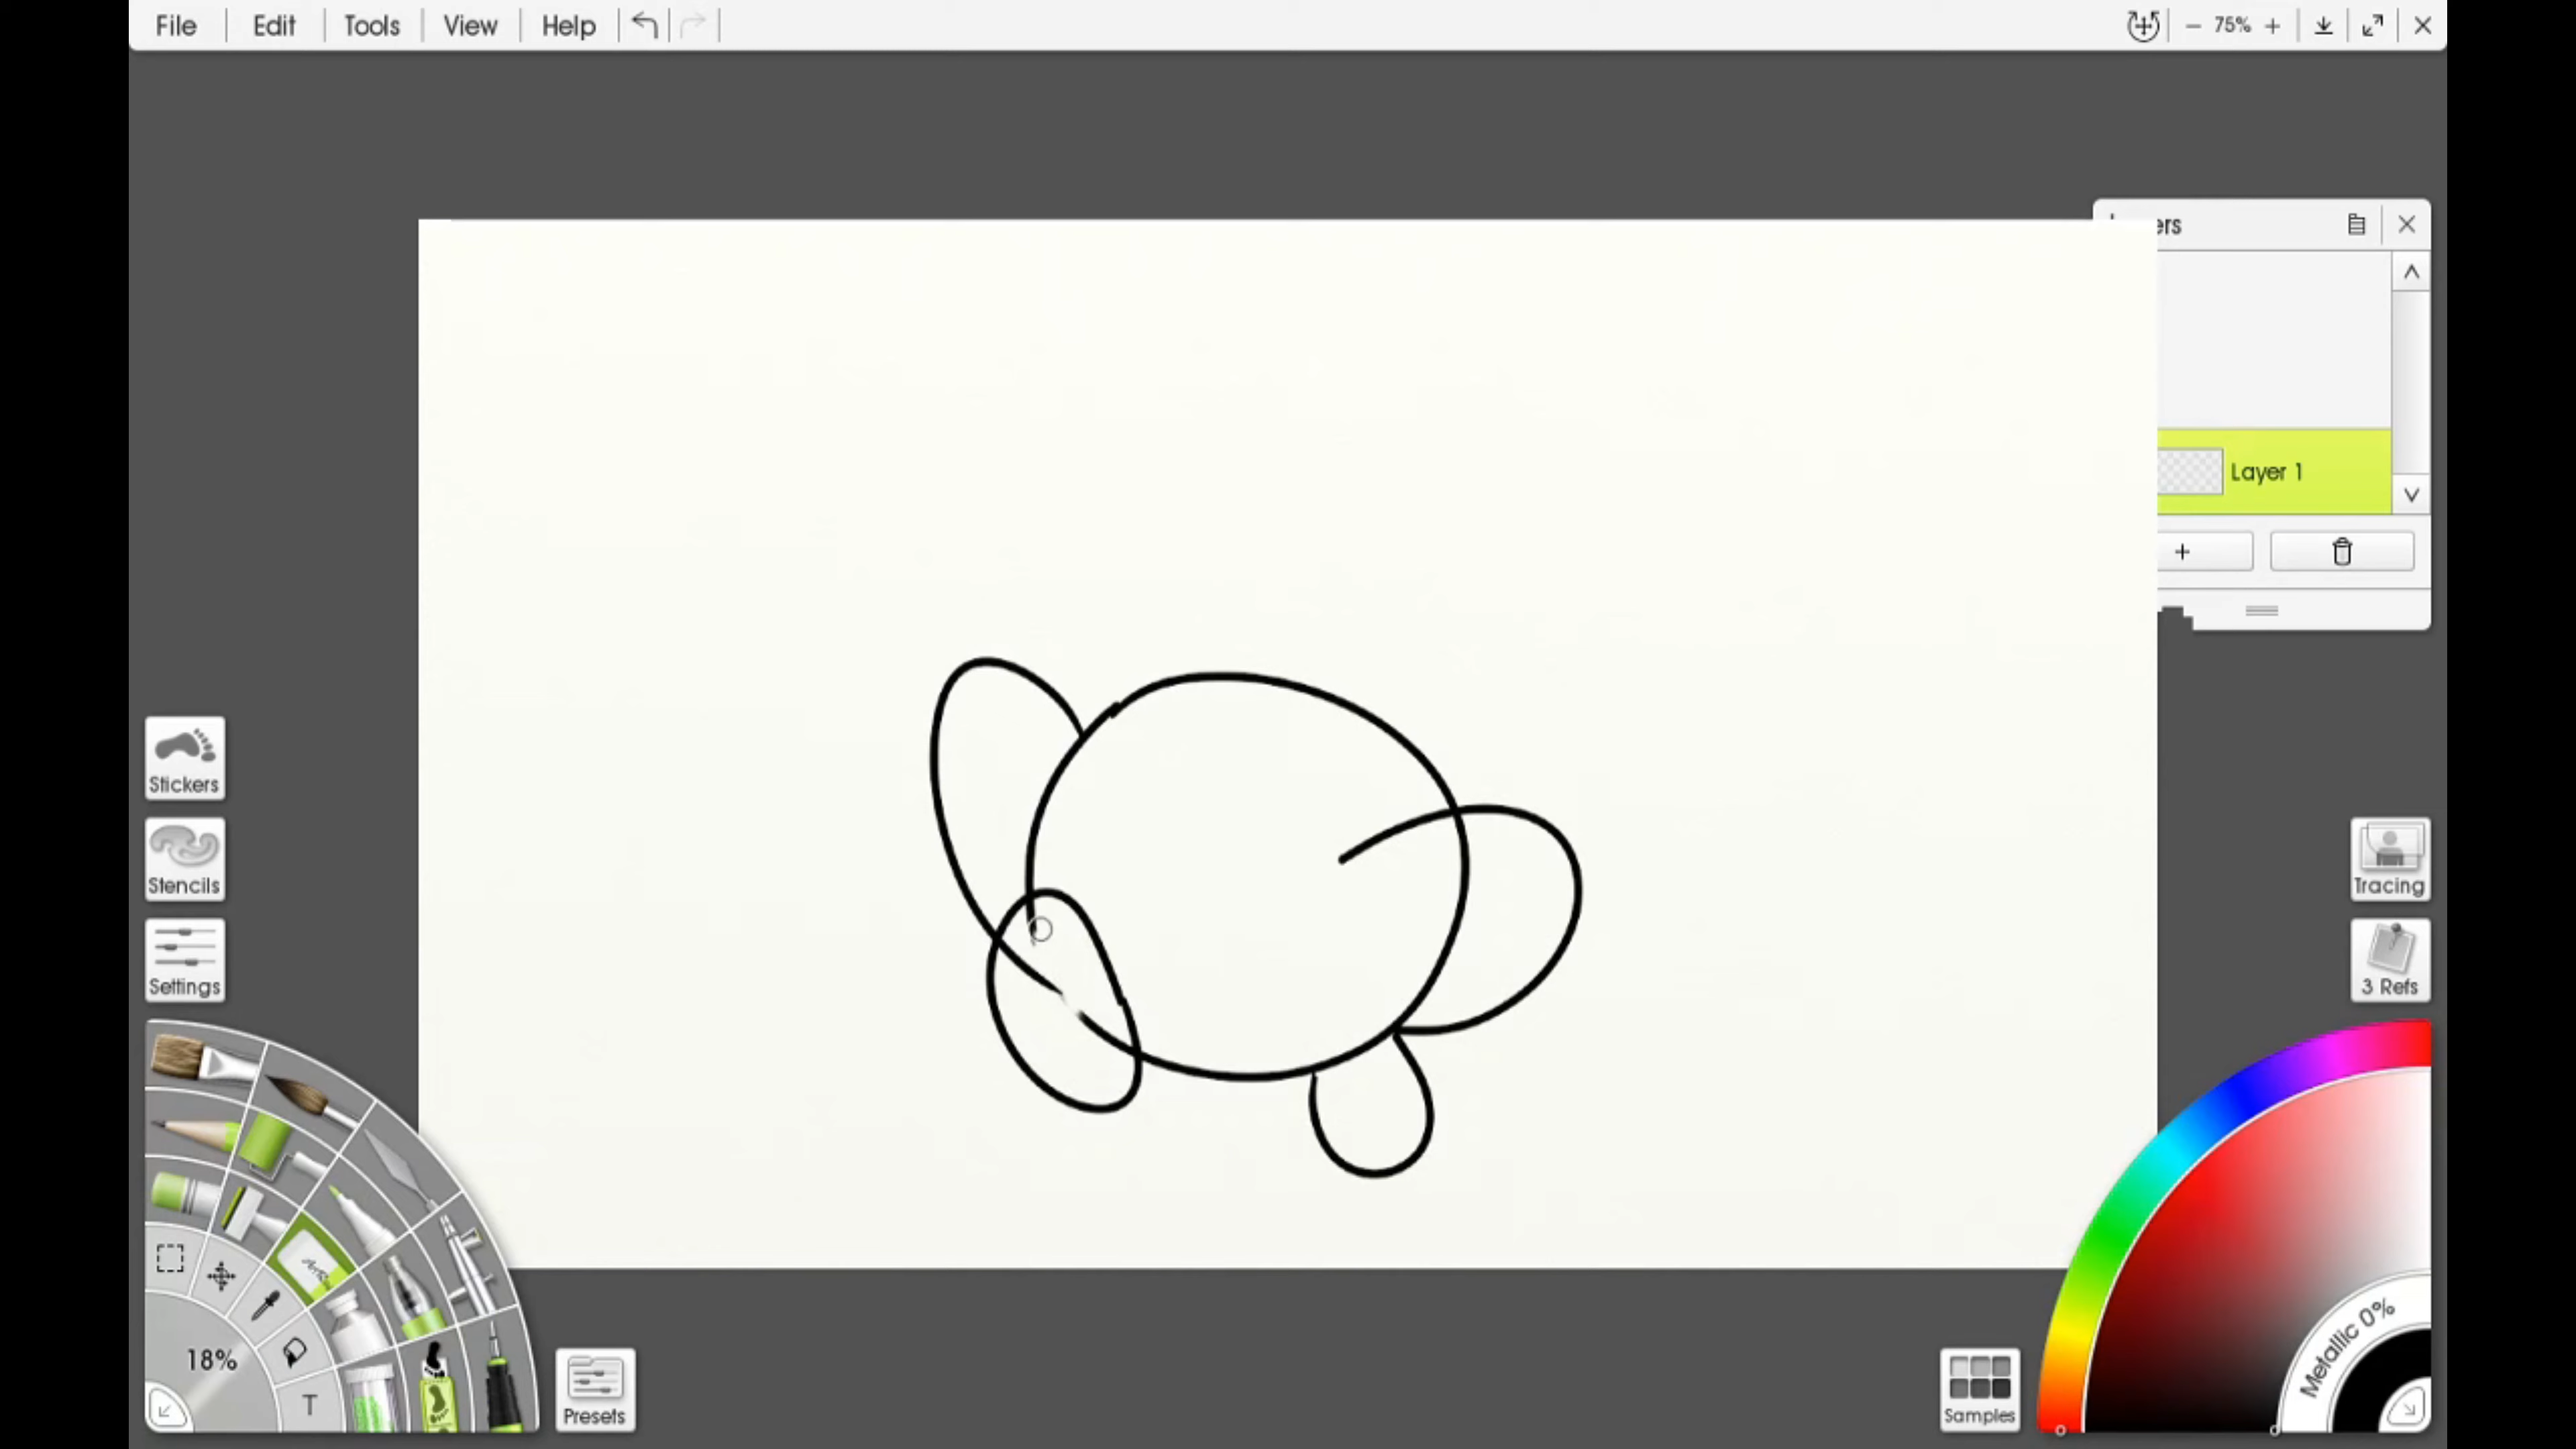 File Edit Tools View Help
75%
ers
Layer 1
Stickers
Stencils
Settings
Tracing
3 Refs
18%
T
Presets
Samples
Metallic 0%